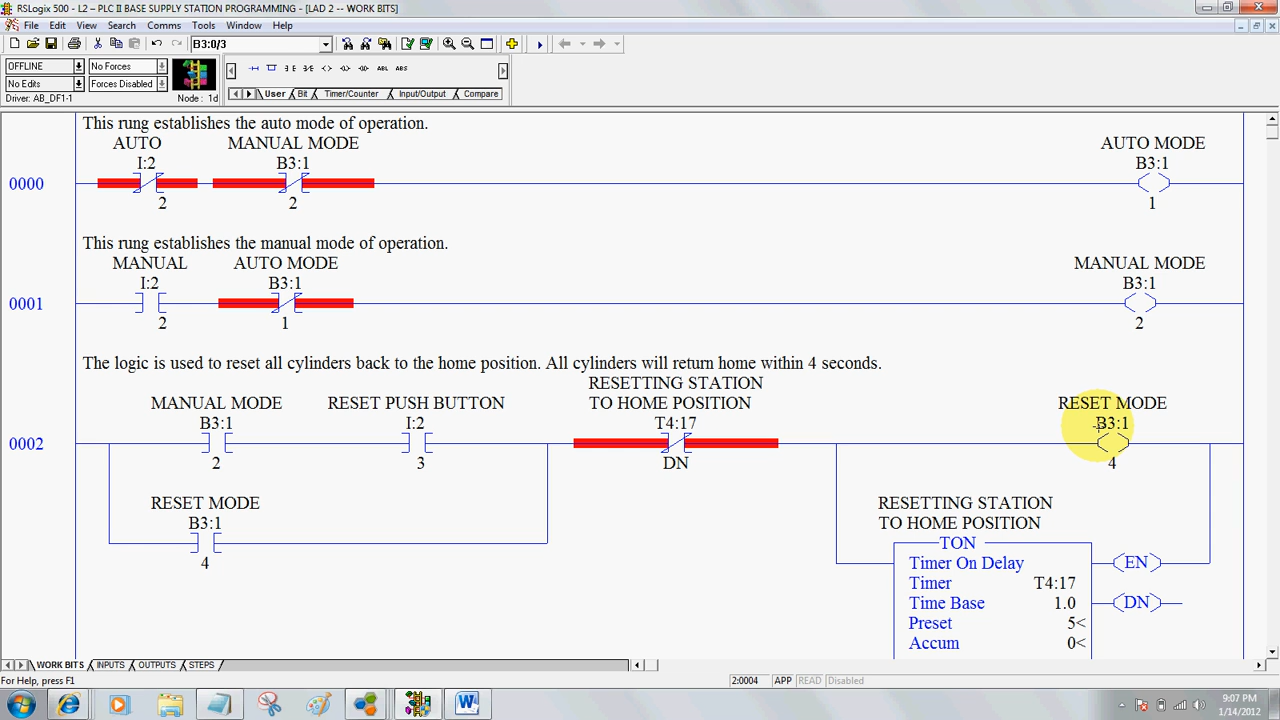 RSLogix 500 - L2 – PLC II BASE SUPPLY STATION PROGRAMMING - [LAD 2 -- WORK BITS]
File Edit View Search Comms Tools Window Help
B3:0/3
OFFLINE No Forces
No Edits Forces Disabled
Driver: AB_DF1-1 Node : 1d
ABL ABS
User Bit Timer/Counter Input/Output Compare
This rung establishes the auto mode of operation.
AUTO MANUAL MODE AUTO MODE
I:2 B3:1 B3:1
0000
2 2 1
This rung establishes the manual mode of operation.
MANUAL AUTO MODE MANUAL MODE
I:2 B3:1 B3:1
0001
2 1 2
The logic is used to reset all cylinders back to the home position. All cylinders will return home within 4 seconds.
RESETTING STATION
MANUAL MODE RESET PUSH BUTTON TO HOME POSITION RESET MODE
B3:1 I:2 T4:17 B3:1
0002
2 3 DN 4
RESET MODE RESETTING STATION
B3:1 TO HOME POSITION
TON
4 Timer On Delay EN
Timer T4:17
Time Base 1.0 DN
Preset 5<
Accum 0<
WORK BITS INPUTS OUTPUTS STEPS
For Help, press F1 2:0004 APP READ Disabled
9:07 PM
1/14/2012